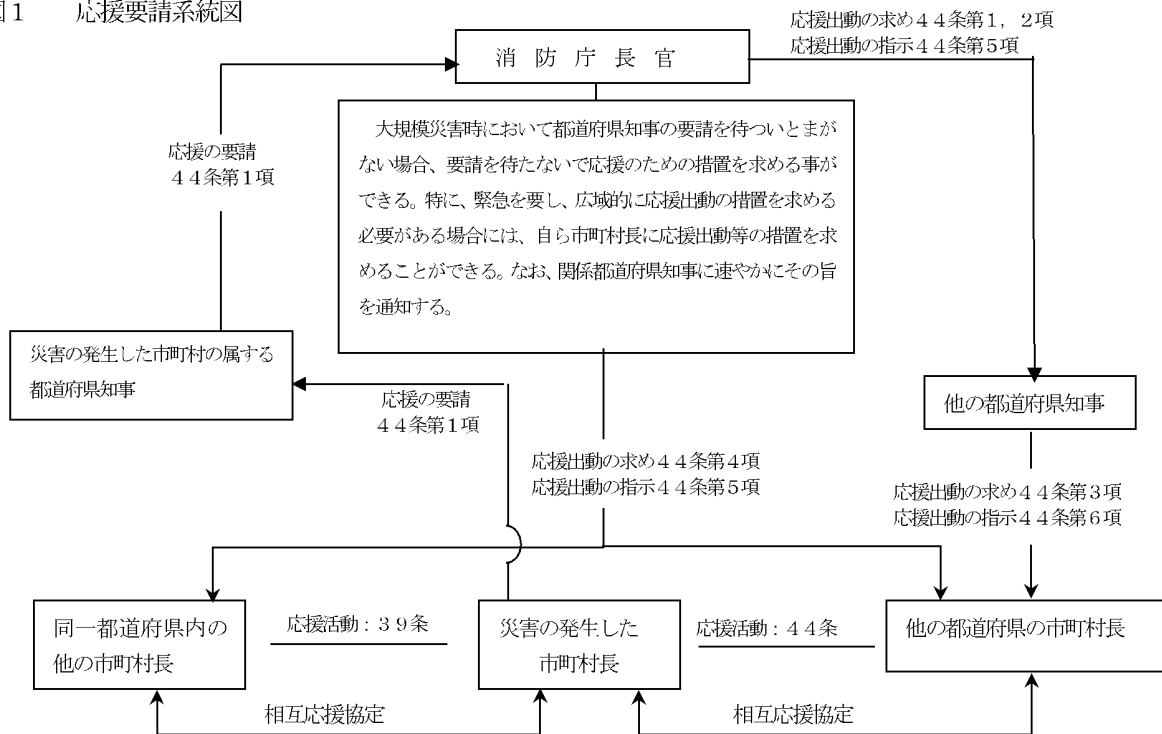 図1 応援要請系統図
応援出動の求め44条第1，2項
応援出動の指示44条第5項
消防庁長官
大規模災害時において都道府県知事の要請を待ついとまが
ない場合、要請を待たないで応援のための措置を求める事が
できる。特に、緊急を要し、広域的に応援出動の措置を求める
必要がある場合には、自ら市町村長に応援出動等の措置を求
めることができる。なお、関係都道府県知事に速やかにその旨
を通知する。
応援の要請
44条第1項
災害の発生した市町村の属する
都道府県知事
応援の要請
44条第1項
他の都道府県知事
応援出動の求め44条第4項
応援出動の指示44条第5項
応援出動の求め44条第3項
応援出動の指示44条第6項
同一都道府県内の
他の市町村長
応援活動：39条
災害の発生した
市町村長
応援活動：44条
他の都道府県の市町村長
相互応援協定
相互応援協定